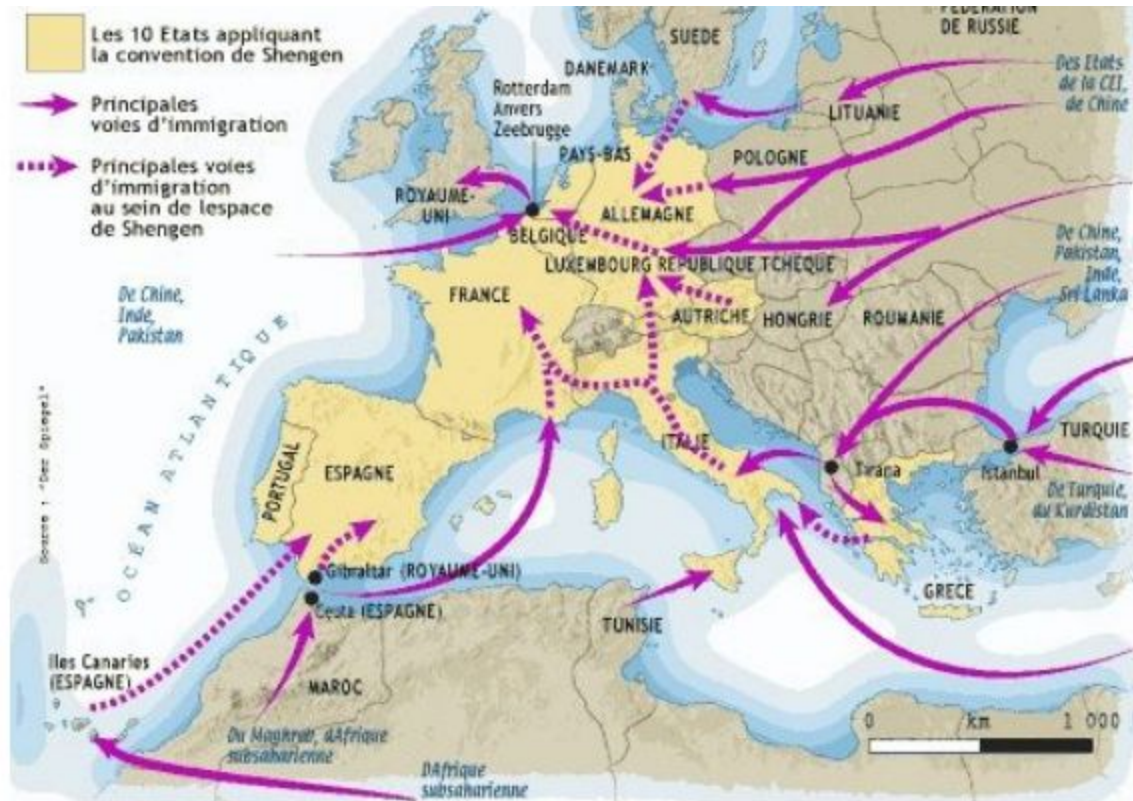 Les 10 Etats appliquant
la convention de Shengen
Principales
voies d'immigration
Principales voies
d'immigration
au sein de lespace
de Shengen
FÉDÉRATION
DE RUSSIE
SUEDE
DANEMARK
Rotterdam
Anvers
Zeebrugge
Des Etats
de la CEI,
de Chine
LITUANIE
PAYS-BAS
POLOGNE
ROYAUME-
UNI
ALLEMAGNE
BELGIQUE
De Chine,
Pakistan,
Inde,
Sri Lanka
LUXEMBOURG
REPUBLIQUE TCHEQUE
De Chine,
Inde,
Pakistan
FRANCE
AUTRICHE
HONGRIE
ROUMANIE
OCÉAN ATLANTIQUE
Source : "Der Spiegel"
ITALIE
TURQUIE
PORTUGAL
ESPAGNE
Tirana
Istanbul
De Turquie,
du Kurdistan
Gibraltar (ROYAUME-UNI)
Ceuta (ESPAGNE)
GRECE
TUNISIE
Iles Canaries
(ESPAGNE)
MAROC
0 km 1 000
Du Maghrab, dAfrique
subsaharienne
DAfrique
subsaharienne